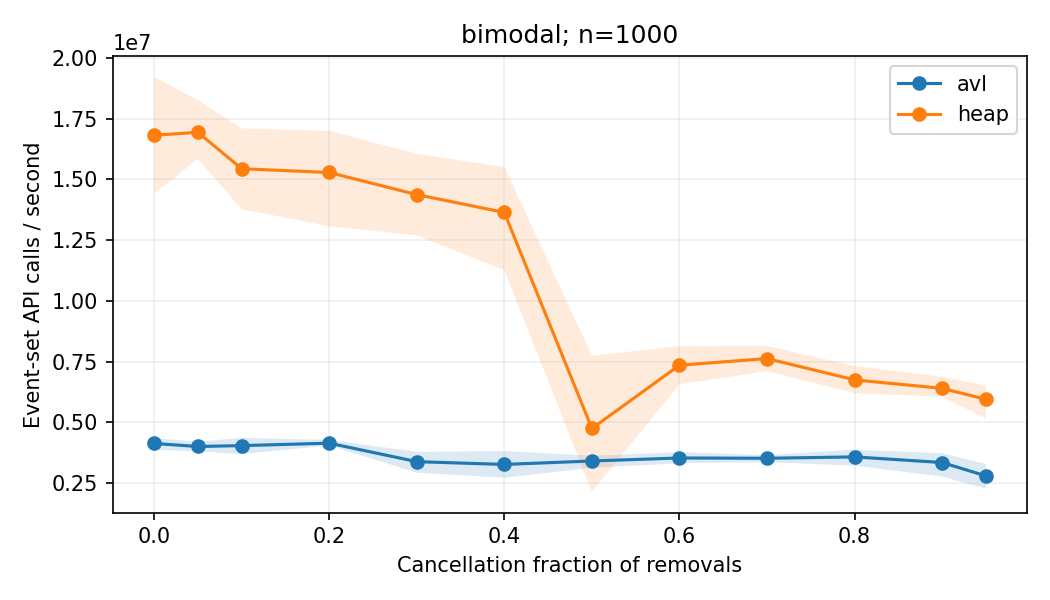 bimodal; n=1000
1e7
2.00
1.75
1.50
1.25
1.00
0.75
0.50
0.25
Event-set API calls / second
avl
heap
0.0 0.2 0.4 0.6 0.8
Cancellation fraction of removals